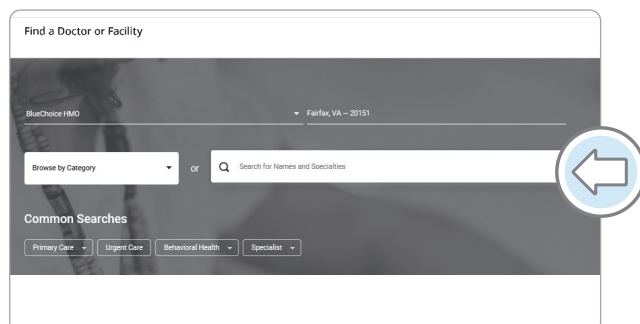 Find a Doctor or Facility
BlueChoice HMO
Fairfax, VA — 20151
Browse by Category
or
Search for Names and Specialties
Common Searches
Primary Care
Urgent Care
Behavioral Health
Specialist